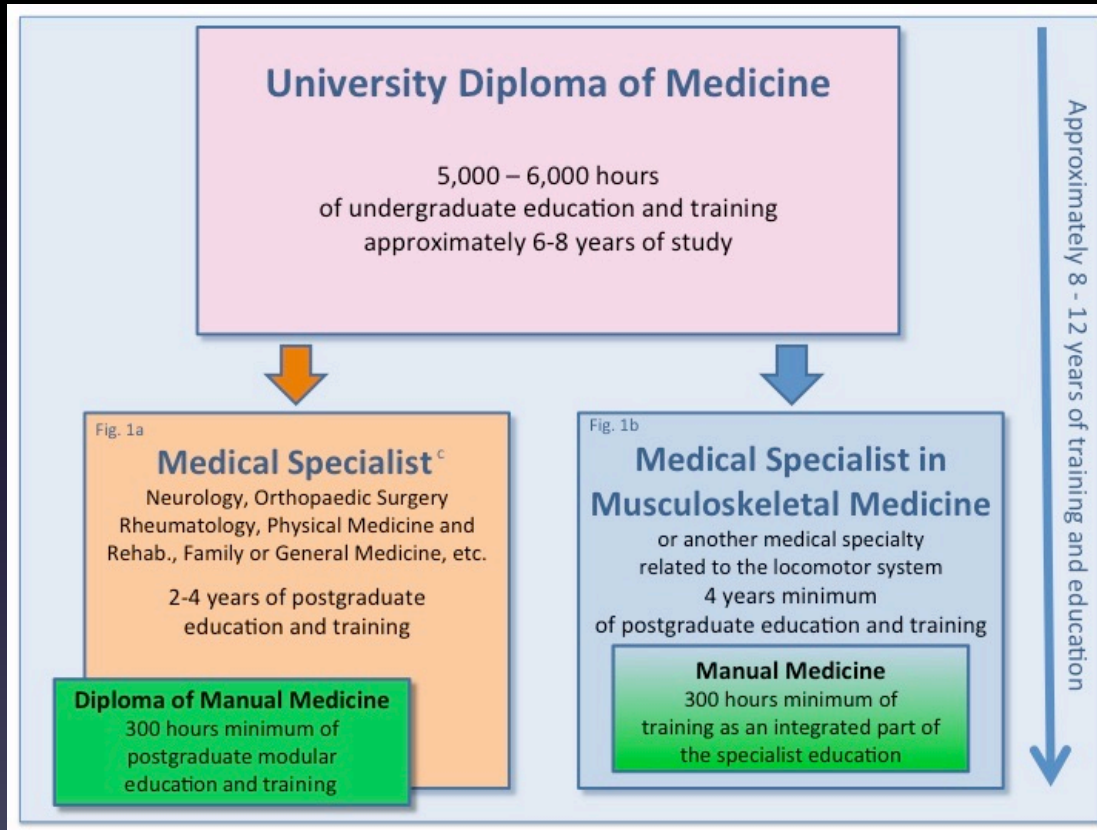 University Diploma of Medicine
5,000 – 6,000 hours
of undergraduate education and training
approximately 6-8 years of study
Fig. 1a
Medical Specialist c
Neurology, Orthopaedic Surgery
Rheumatology, Physical Medicine and
Rehab., Family or General Medicine, etc.
2-4 years of postgraduate
education and training
Diploma of Manual Medicine
300 hours minimum of
postgraduate modular
education and training
Fig. 1b
Medical Specialist in
Musculoskeletal Medicine
or another medical specialty
related to the locomotor system
4 years minimum
of postgraduate education and training
Manual Medicine
300 hours minimum of
training as an integrated part of
the specialist education
Approximately 8 - 12 years of training and education